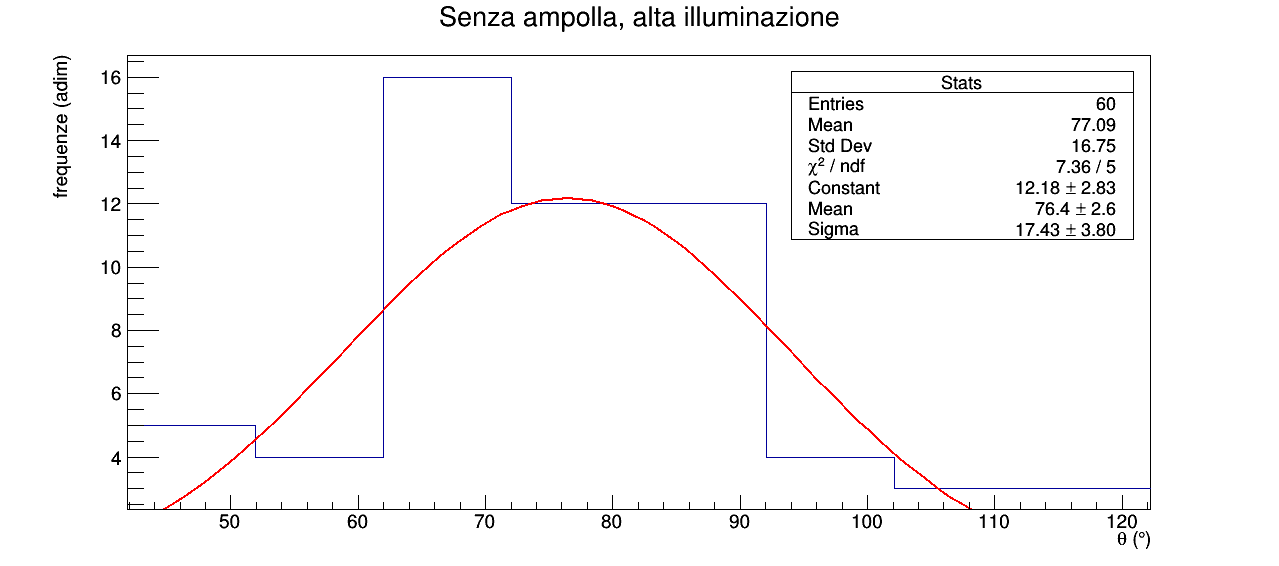 Senza ampolla, alta illuminazione
frequenze (adim)
16
14
12
10
8
6
4
Stats
Entries 60
Mean 77.09
Std Dev 16.75
χ² / ndf 7.36 / 5
Constant 12.18 ± 2.83
Mean 76.4 ± 2.6
Sigma 17.43 ± 3.80
50 60 70 80 90 100 110 120
θ (°)